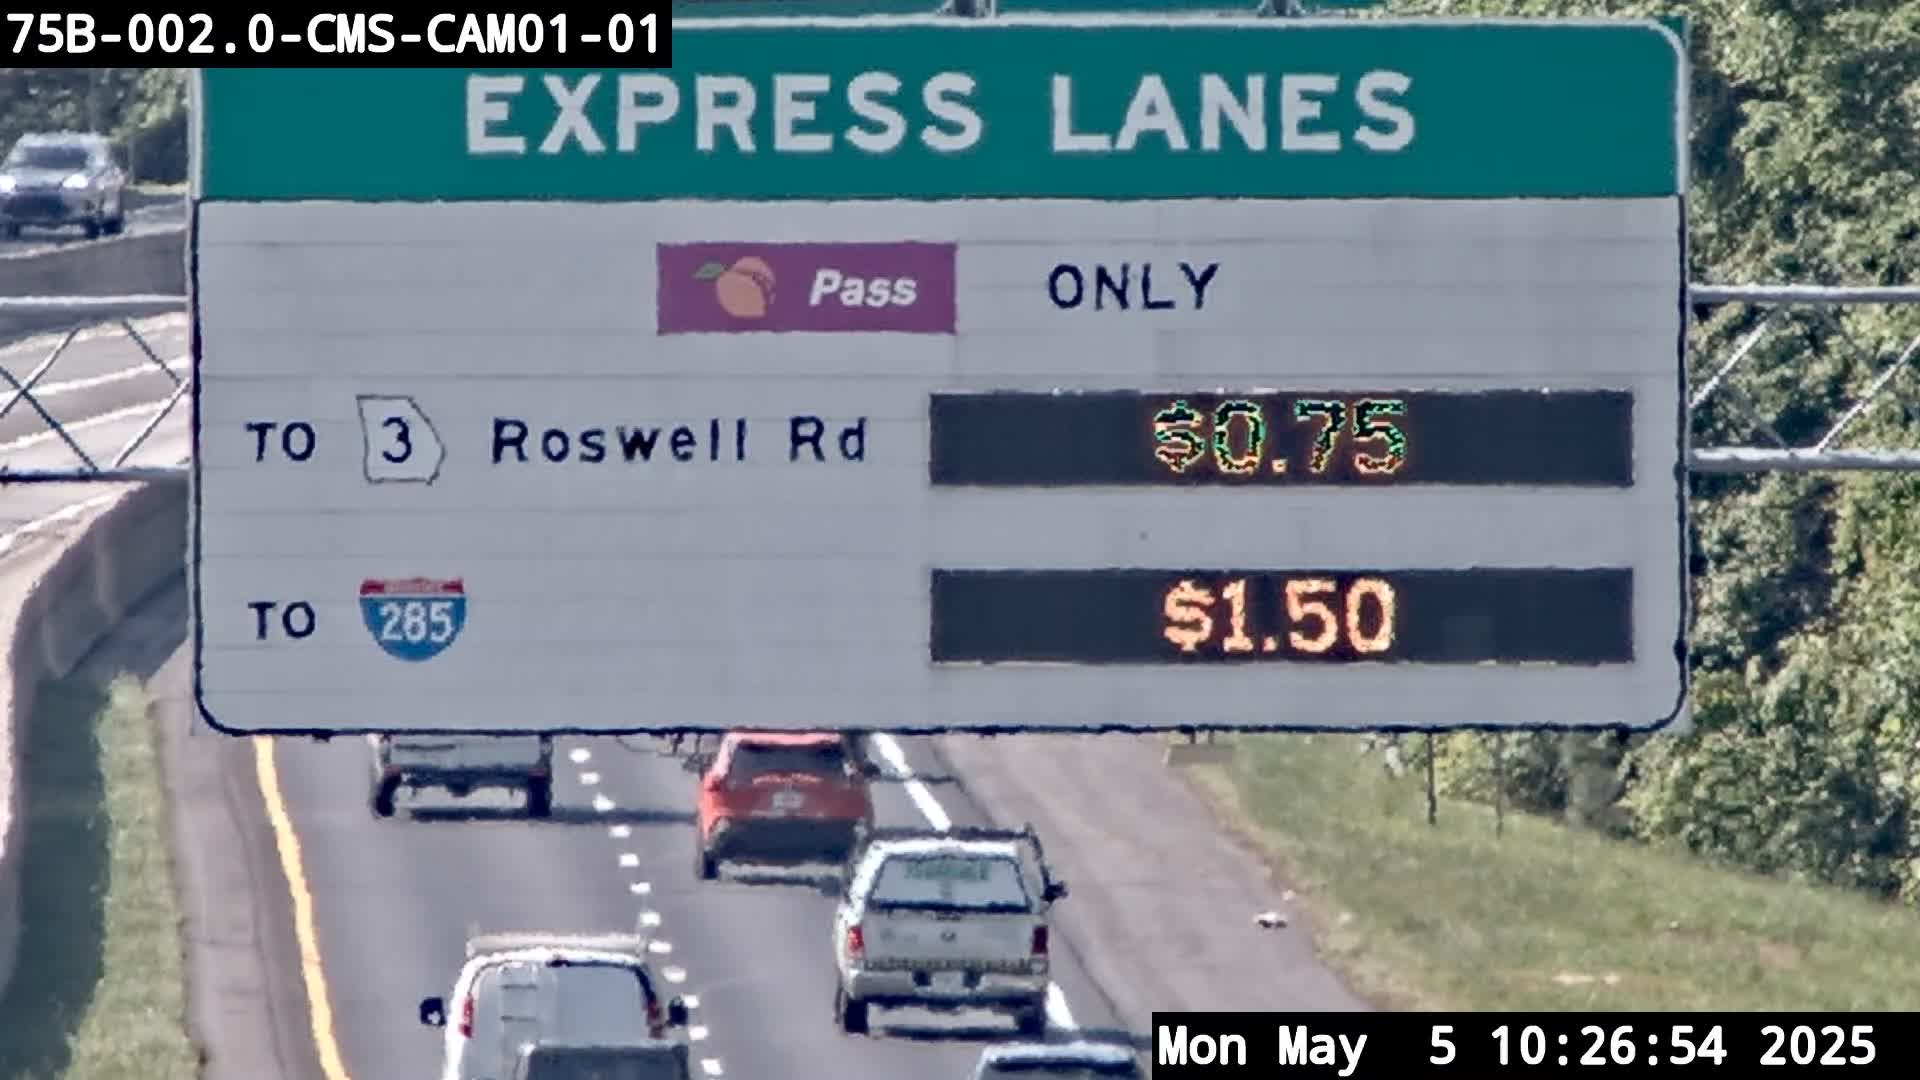 75B-002.0-CMS-CAM01-01
EXPRESS LANES
Pass ONLY
TO 3 Roswell Rd $0.75
TO 285 $1.50
Mon May 5 10:26:54 2025